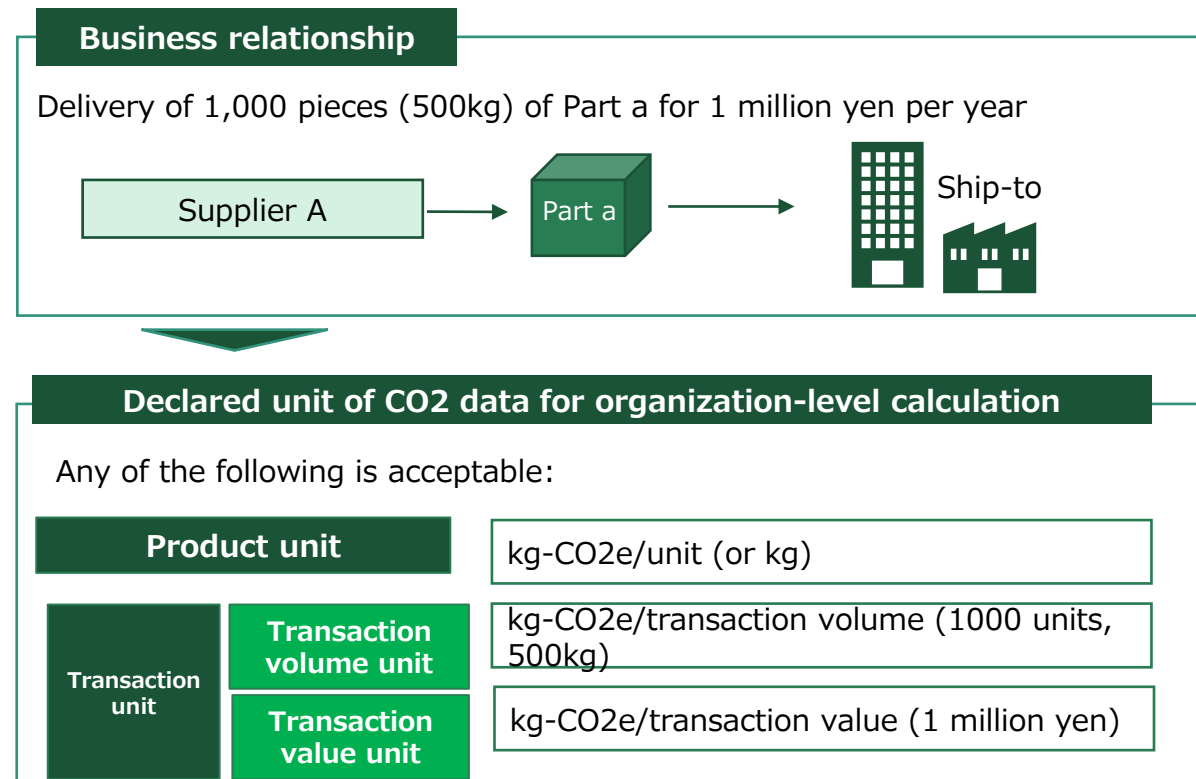 Business relationship
Delivery of 1,000 pieces (500kg) of Part a for 1 million yen per year
Supplier A
Part a
Ship-to
Declared unit of CO2 data for organization-level calculation
Any of the following is acceptable:
Product unit
kg-CO2e/unit (or kg)
Transaction
unit
Transaction
volume unit
kg-CO2e/transaction volume (1000 units,
500kg)
Transaction
value unit
kg-CO2e/transaction value (1 million yen)